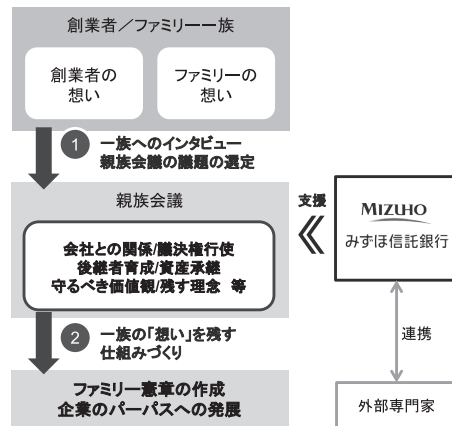 創業者／ファミリー一族
創業者の
想い
ファミリーの
想い
1 一族へのインタビュー
親族会議の議題の選定
親族会議
会社との関係/議決権行使
後継者育成/資産承継
守るべき価値観/残す理念 等
支援
MIZUHO
みずほ信託銀行
連携
外部専門家
2 一族の「想い」を残す
仕組みづくり
ファミリー憲章の作成
企業のパーパスへの発展